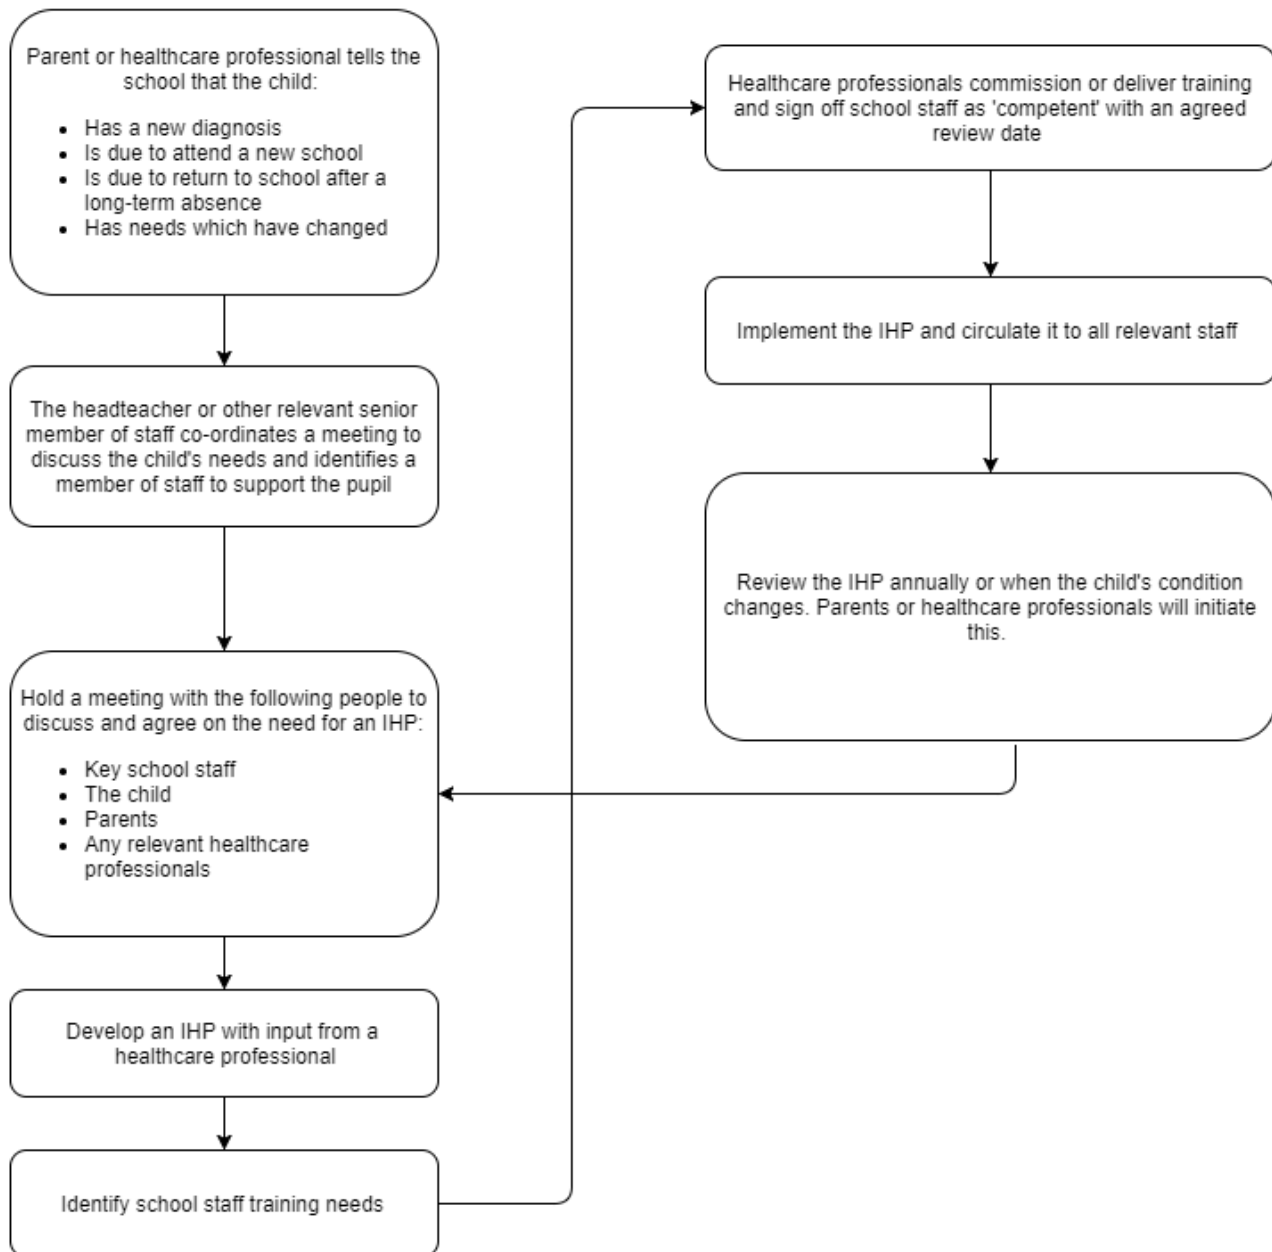 Parent or healthcare professional tells the
school that the child:
• Has a new diagnosis
• Is due to attend a new school
• Is due to return to school after a
long-term absence
• Has needs which have changed
The headteacher or other relevant senior
member of staff co-ordinates a meeting to
discuss the child's needs and identifies a
member of staff to support the pupil
Hold a meeting with the following people to
discuss and agree on the need for an IHP:
• Key school staff
• The child
• Parents
• Any relevant healthcare
professionals
Develop an IHP with input from a
healthcare professional
Identify school staff training needs
Healthcare professionals commission or deliver training
and sign off school staff as 'competent' with an agreed
review date
Implement the IHP and circulate it to all relevant staff
Review the IHP annually or when the child's condition
changes. Parents or healthcare professionals will initiate
this.